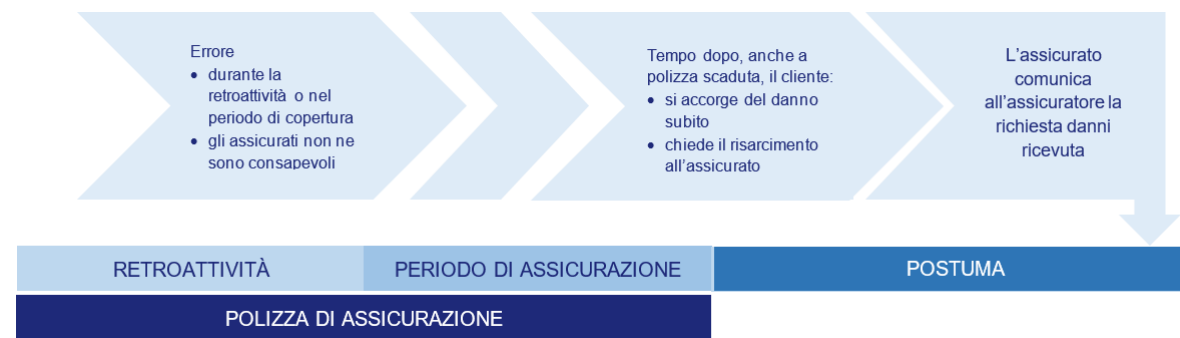 Errore
• durante la
retroattività o nel
periodo di copertura
• gli assicurati non ne
sono consapevoli
Tempo dopo, anche a
polizza scaduta, il cliente:
• si accorge del danno
subito
• chiede il risarcimento
all'assicurato
L'assicurato
comunica
all'assicuratore la
richiesta danni
ricevuta
RETROATTIVITÀ
PERIODO DI ASSICURAZIONE
POSTUMA
POLIZZA DI ASSICURAZIONE